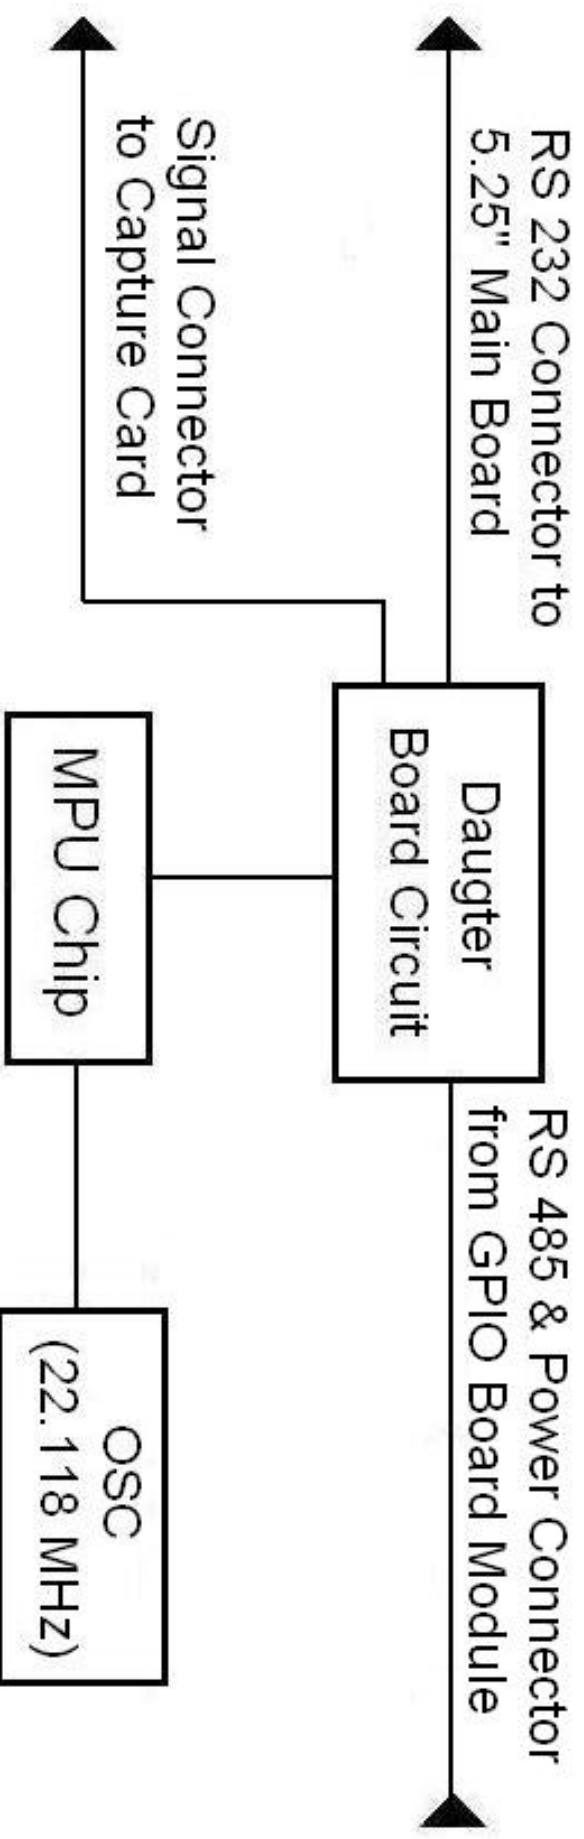 RS 232 Connector to
5.25" Main Board
Signal Connector
to Capture Card
Daugter
Board Circuit
MPU Chip
RS 485 & Power Connector
from GPIO Board Module
OSC
(22.118 MHz)